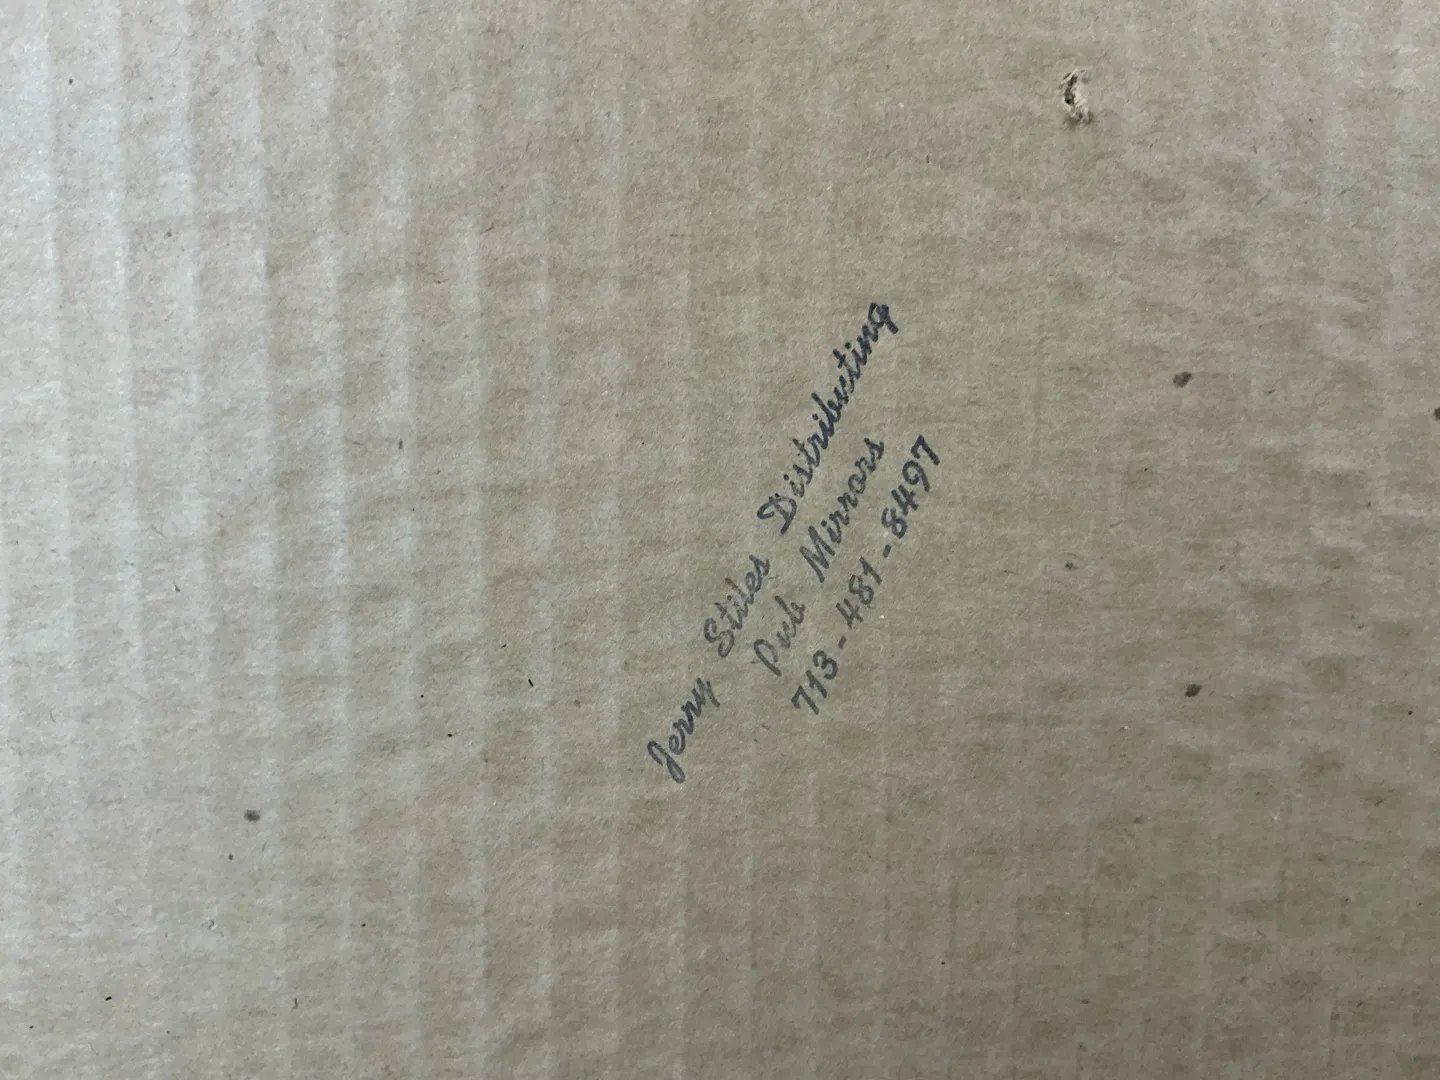 Jerry Stiles Distributing
Pub Mirrors
713-481-8497